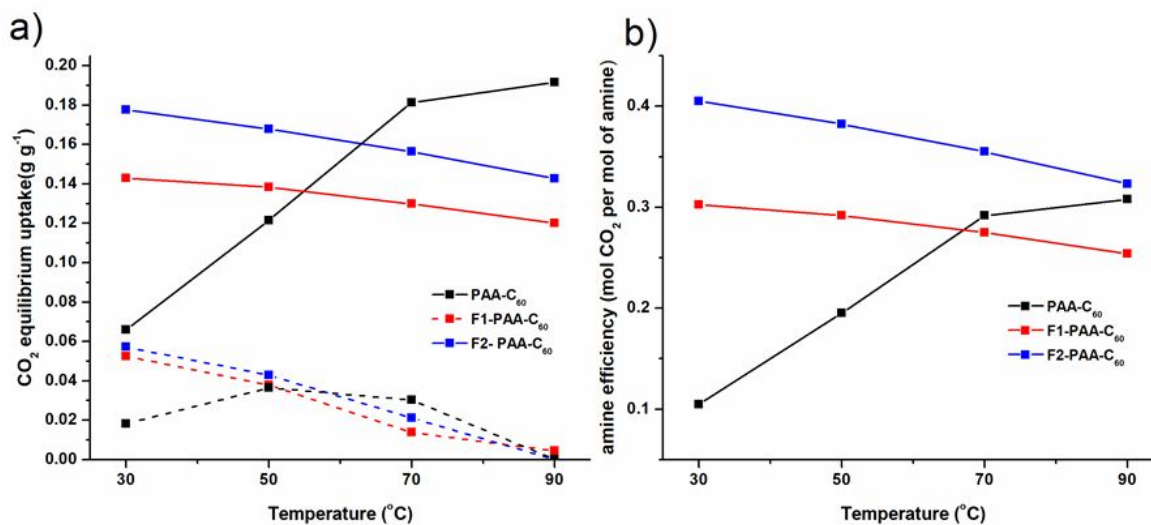 a)
CO₂ equilibrium uptake(g g⁻¹)
0.20
0.18
0.16
0.14
0.12
0.10
0.08
0.06
0.04
0.02
0.00
PAA-C₆₀
F1-PAA-C₆₀
F2- PAA-C₆₀
30 50 70 90
Temperature (°C)
b)
amine efficiency (mol CO₂ per mol of amine)
0.4
0.3
0.2
0.1
PAA-C₆₀
F1-PAA-C₆₀
F2-PAA-C₆₀
30 50 70 90
Temperature (°C)